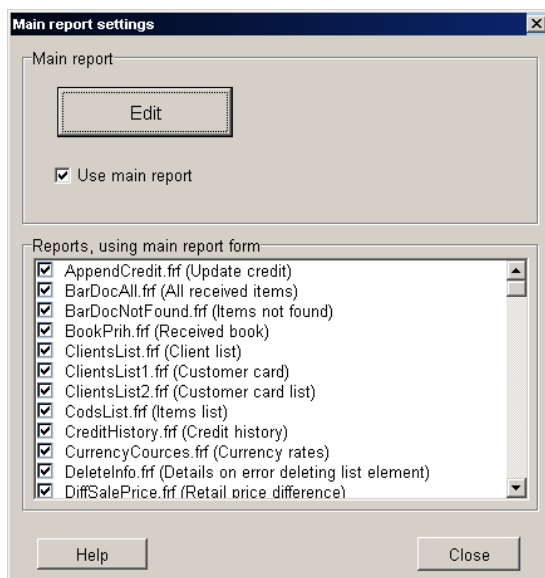 Main report settings
Main report
Edit
Use main report
Reports, using main report form
AppendCredit.frf (Update credit)
BarDocAll.frf (All received items)
BarDocNotFound.frf (Items not found)
BookPrih.frf (Received book)
ClientsList.frf (Client list)
ClientsList1.frf (Customer card)
ClientsList2.frf (Customer card list)
CodsList.frf (Items list)
CreditHistory.frf (Credit history)
CurrencyCources.frf (Currency rates)
DeleteInfo.frf (Details on error deleting list element)
DiffSalePrice.frf (Retail price difference)
Help Close